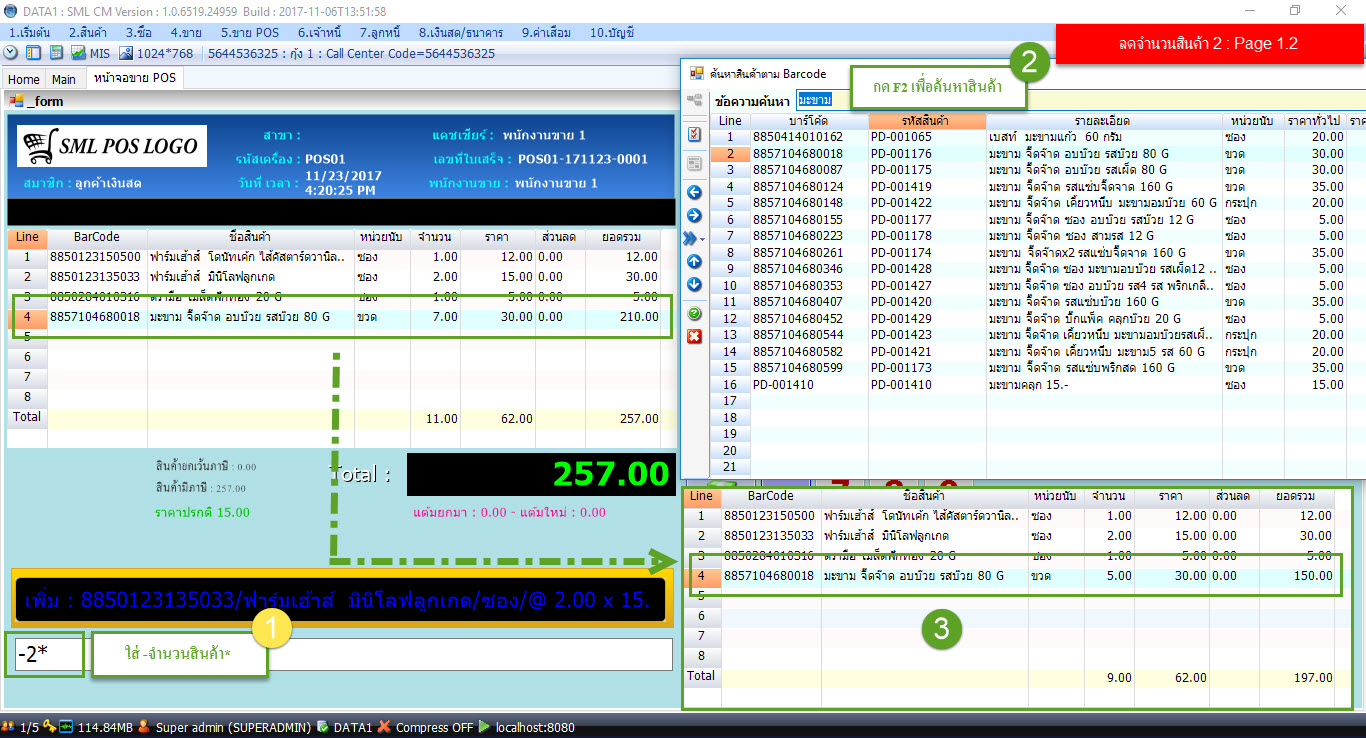 DATA1 : SML CM Version : 1.0.6519.24959 Build : 2017-11-06T13:51:58
1.เริ่มต้น 2.สินค้า 3.ซื้อ 4.ขาย 5.ขาย POS 6.เจ้าหนี้ 7.ลูกหนี้ 8.เงินสด/ธนาคาร 9.ค่าเสื่อม 10.บัญชี
MIS 1024*768 5644536325 : กุ้ง 1 : Call Center Code=5644536325
ลดจำนวนสินค้า 2 : Page 1.2
Home Main หน้าจอขาย POS
_form
SML POS LOGO
สาขา : แคชเชียร์ : พนักงานขาย 1
รหัสเครื่อง : POS01 เลขที่ใบเสร็จ : POS01-171123-0001
สมาชิก : ลูกค้าเงินสด วันที่ เวลา : 11/23/2017 4:20:25 PM พนักงานขาย : พนักงานขาย 1
Line BarCode ชื่อสินค้า หน่วยนับ จำนวน ราคา ส่วนลด ยอดรวม
1 8850123150500 ฟาร์มเฮ้าส์ โดนัทเค้ก ไส้คัสตาร์ดวานิล.. ซอง 1.00 12.00 0.00 12.00
2 8850123135033 ฟาร์มเฮ้าส์ มินิโลฟลูกเกด ซอง 2.00 15.00 0.00 30.00
3 8850284010316 ตรามือ เมล็ดฟักทอง 20 G ซอง 1.00 5.00 0.00 5.00
4 8857104680018 มะขาม จี๊ดจ๊าด อบบ๊วย รสบ๊วย 80 G ขวด 7.00 30.00 0.00 210.00
5
6
7
8
Total 11.00 62.00 257.00
สินค้ายกเว้นภาษี : 0.00
สินค้ามีภาษี : 257.00
ราคาปรกติ 15.00
Total : 257.00
แต้มยกมา : 0.00 - แต้มใหม่ : 0.00
เพิ่ม : 8850123135033/ฟาร์มเฮ้าส์ มินิโลฟลูกเกด/ซอง/@ 2.00 x 15.
1
-2*
ใส่ -จำนวนสินค้า*
ค้นหาสินค้าตาม Barcode
2
กด F2 เพื่อค้นหาสินค้า
ข้อความค้นหา มะขาม
Line บาร์โค้ด รหัสสินค้า รายละเอียด หน่วยนับ ราคาทั่วไป ราค
1 8850414010162 PD-001065 เบสท์ มะขามแก้ว 60 กรัม ซอง 20.00
2 8857104680018 PD-001176 มะขาม จี๊ดจ๊าด อบบ๊วย รสบ๊วย 80 G ขวด 30.00
3 8857104680087 PD-001175 มะขาม จี๊ดจ๊าด อบบ๊วย รสเผ็ด 80 G ขวด 30.00
4 8857104680124 PD-001419 มะขาม จี๊ดจ๊าด รสแซ่บจี๊ดจาด 160 G ขวด 35.00
5 8857104680148 PD-001422 มะขาม จี๊ดจ๊าด เคี้ยวหนึบ มะขามอมบ๊วย 60 G กระปุก 20.00
6 8857104680155 PD-001177 มะขาม จี๊ดจ๊าด ซอง อบบ๊วย รสบ๊วย 12 G ซอง 5.00
7 8857104680223 PD-001178 มะขาม จี๊ดจ๊าด ซอง สามรส 12 G ซอง 5.00
8 8857104680261 PD-001174 มะขาม จี๊ดจ๊าดx2 รสแซ่บจี๊ดจ๊าด 160 G ขวด 35.00
9 8857104680346 PD-001428 มะขาม จี๊ดจ๊าด ซอง มะขามอบบ๊วย รสเผ็ด12 .. ซอง 5.00
10 8857104680353 PD-001427 มะขาม จี๊ดจ๊าด ซอง อบบ๊วย รส4 รส พริกเกลื.. ซอง 5.00
11 8857104680407 PD-001420 มะขาม จี๊ดจ๊าด รสแซ่บบ๊วย 160 G ขวด 35.00
12 8857104680452 PD-001429 มะขาม จี๊ดจ๊าด บิ๊กแพ็ค คลุกบ๊วย 20 G ซอง 5.00
13 8857104680544 PD-001423 มะขาม จี๊ดจ๊าด เคี้ยวหนึบ มะขามอมบ๊วยรสเผ็.. กระปุก 20.00
14 8857104680582 PD-001421 มะขาม จี๊ดจ๊าด เคี้ยวหนึบ มะขาม5 รส 60 G กระปุก 20.00
15 8857104680599 PD-001173 มะขาม จี๊ดจ๊าด รสแซ่บพริกสด 160 G ขวด 35.00
16 PD-001410 PD-001410 มะขามคลุก 15.- ซอง 15.00
17
18
19
20
21
Line BarCode ชื่อสินค้า หน่วยนับ จำนวน ราคา ส่วนลด ยอดรวม
1 8850123150500 ฟาร์มเฮ้าส์ โดนัทเค้ก ไส้คัสตาร์ดวานิล.. ซอง 1.00 12.00 0.00 12.00
2 8850123135033 ฟาร์มเฮ้าส์ มินิโลฟลูกเกด ซอง 2.00 15.00 0.00 30.00
3 8850284010316 ตรามือ เมล็ดฟักทอง 20 G ซอง 1.00 5.00 0.00 5.00
4 8857104680018 มะขาม จี๊ดจ๊าด อบบ๊วย รสบ๊วย 80 G ขวด 5.00 30.00 0.00 150.00
5
6
7
8
3
Total 9.00 62.00 197.00
1/5 114.84MB Super admin (SUPERADMIN) DATA1 Compress OFF localhost:8080